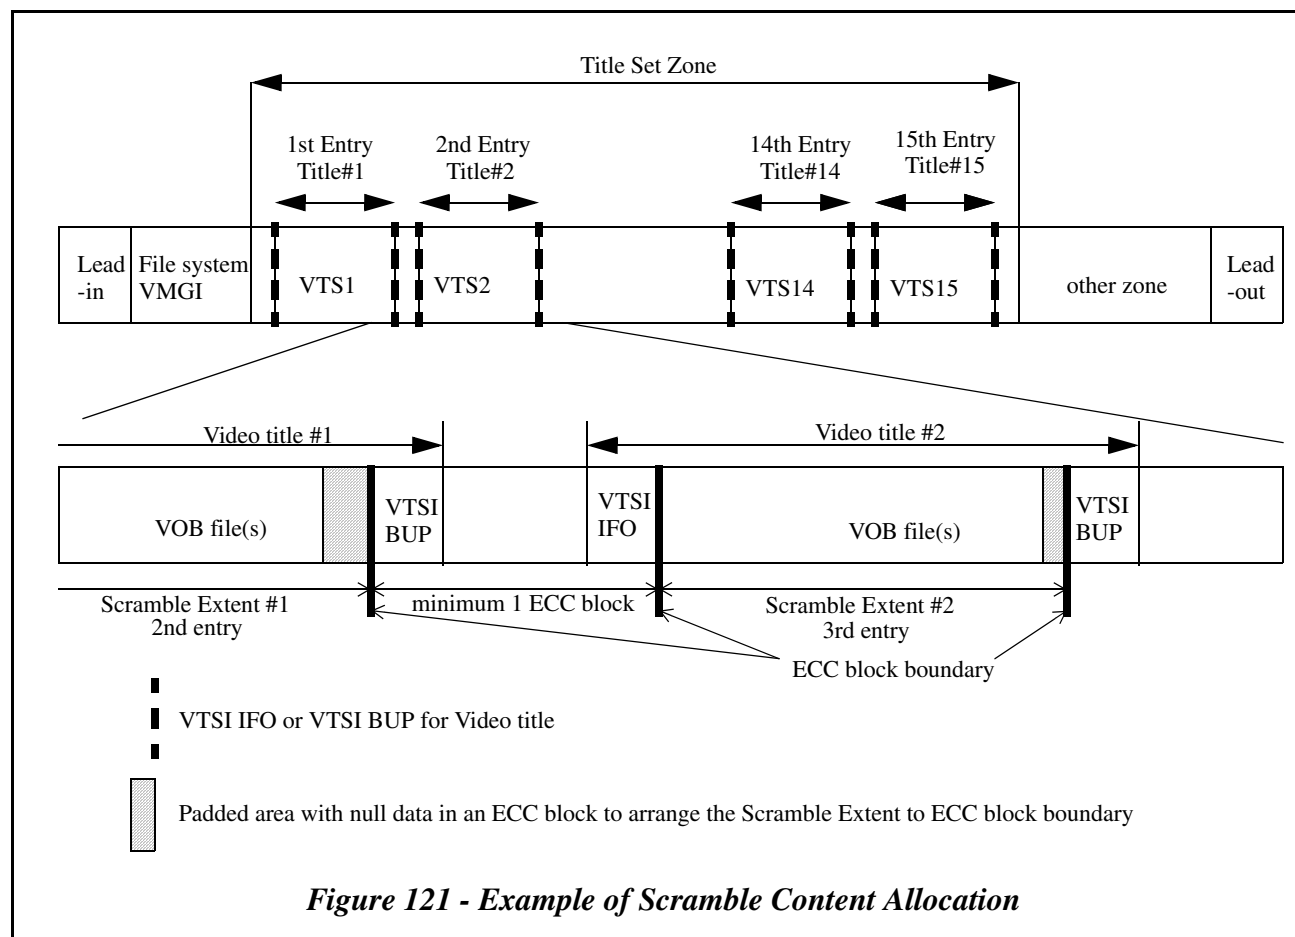 Title Set Zone
1st Entry
Title#1
2nd Entry
Title#2
14th Entry
Title#14
15th Entry
Title#15
Lead
-in
File system
VMGI
VTS1
VTS2
VTS14
VTS15
other zone
Lead
-out
Video title #1
Video title #2
VOB file(s)
VTSI
BUP
VTSI
IFO
VOB file(s)
VTSI
BUP
Scramble Extent #1
2nd entry
minimum 1 ECC block
Scramble Extent #2
3rd entry
ECC block boundary
VTSI IFO or VTSI BUP for Video title
Padded area with null data in an ECC block to arrange the Scramble Extent to ECC block boundary
Figure 121 - Example of Scramble Content Allocation